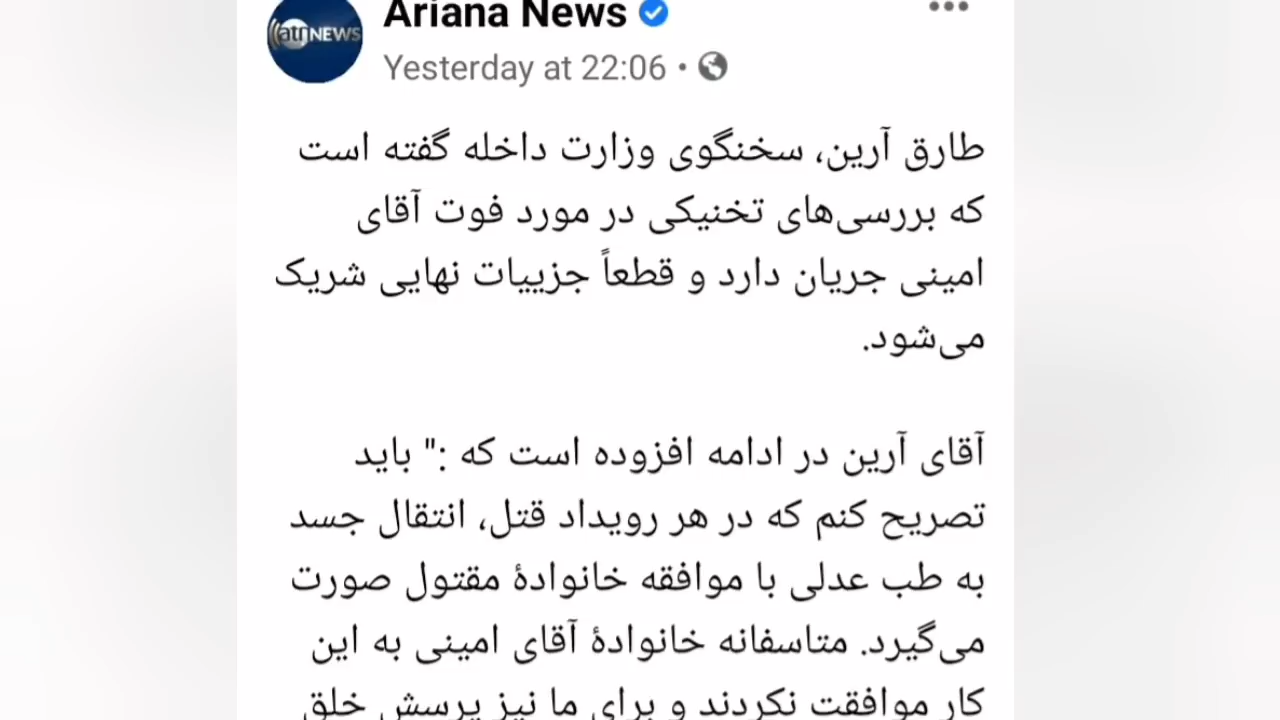 Ariana News
atn NEWS
Yesterday at 22:06 •
طارق آرین، سخنگوی وزارت داخله گفته است
که بررسی‌های تخنیکی در مورد فوت آقای
امینی جریان دارد و قطعاً جزییات نهایی شریک
می‌شود.
آقای آرین در ادامه افزوده است که :" باید
تصریح کنم که در هر رویداد قتل، انتقال جسد
به طب عدلی با موافقه خانوادهٔ مقتول صورت
می‌گیرد. متاسفانه خانوادهٔ آقای امینی به این
کار موافقت نکردند و برای ما نیز پرسش خلق